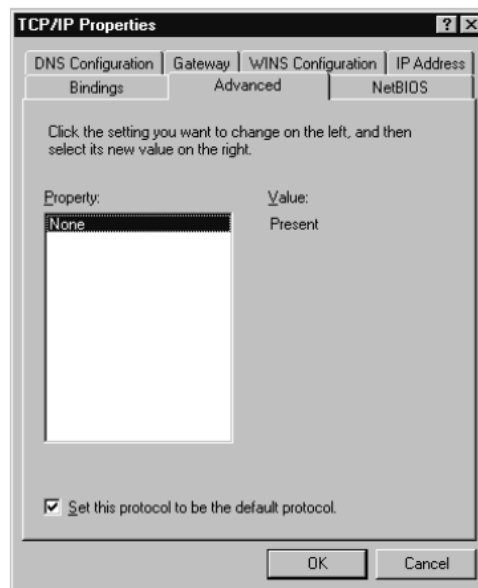 TCP/IP Properties
DNS Configuration Gateway WINS Configuration IP Address
Bindings Advanced NetBIOS
Click the setting you want to change on the left, and then
select its new value on the right.
Property: Value:
None Present
Set this protocol to be the default protocol.
OK Cancel